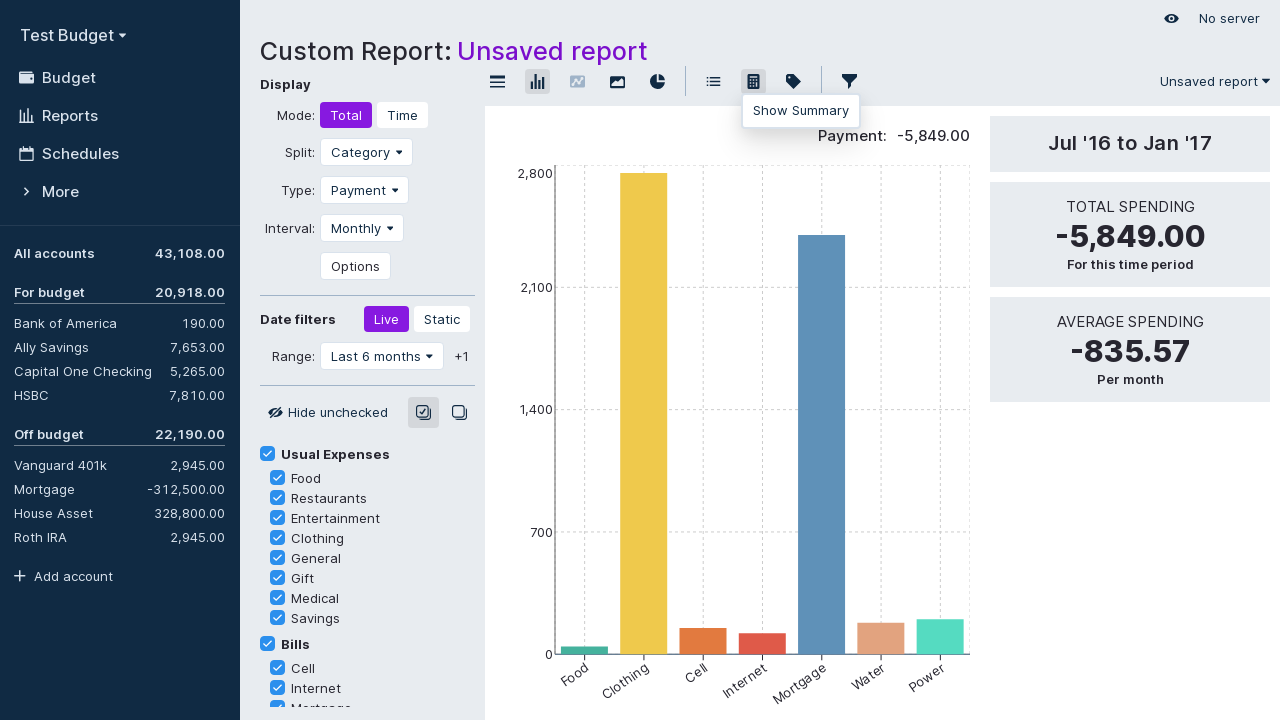 Test Budget
Budget
Reports
Schedules
More
All accounts 43,108.00
For budget 20,918.00
Bank of America 190.00
Ally Savings 7,653.00
Capital One Checking 5,265.00
HSBC 7,810.00
Off budget 22,190.00
Vanguard 401k 2,945.00
Mortgage -312,500.00
House Asset 328,800.00
Roth IRA 2,945.00
Add account
No server
Custom Report: Unsaved report
Display
Mode: Total Time
Split: Category
Type: Payment
Interval: Monthly
Options
Date filters Live Static
Range: Last 6 months +1
Hide unchecked
Usual Expenses
Food
Restaurants
Entertainment
Clothing
General
Gift
Medical
Savings
Bills
Cell
Internet
Mortgage
Unsaved report
Show Summary
Payment: -5,849.00
2,800
2,100
1,400
700
0
Food
Clothing
Cell
Internet
Mortgage
Water
Power
Jul '16 to Jan '17
TOTAL SPENDING
-5,849.00
For this time period
AVERAGE SPENDING
-835.57
Per month